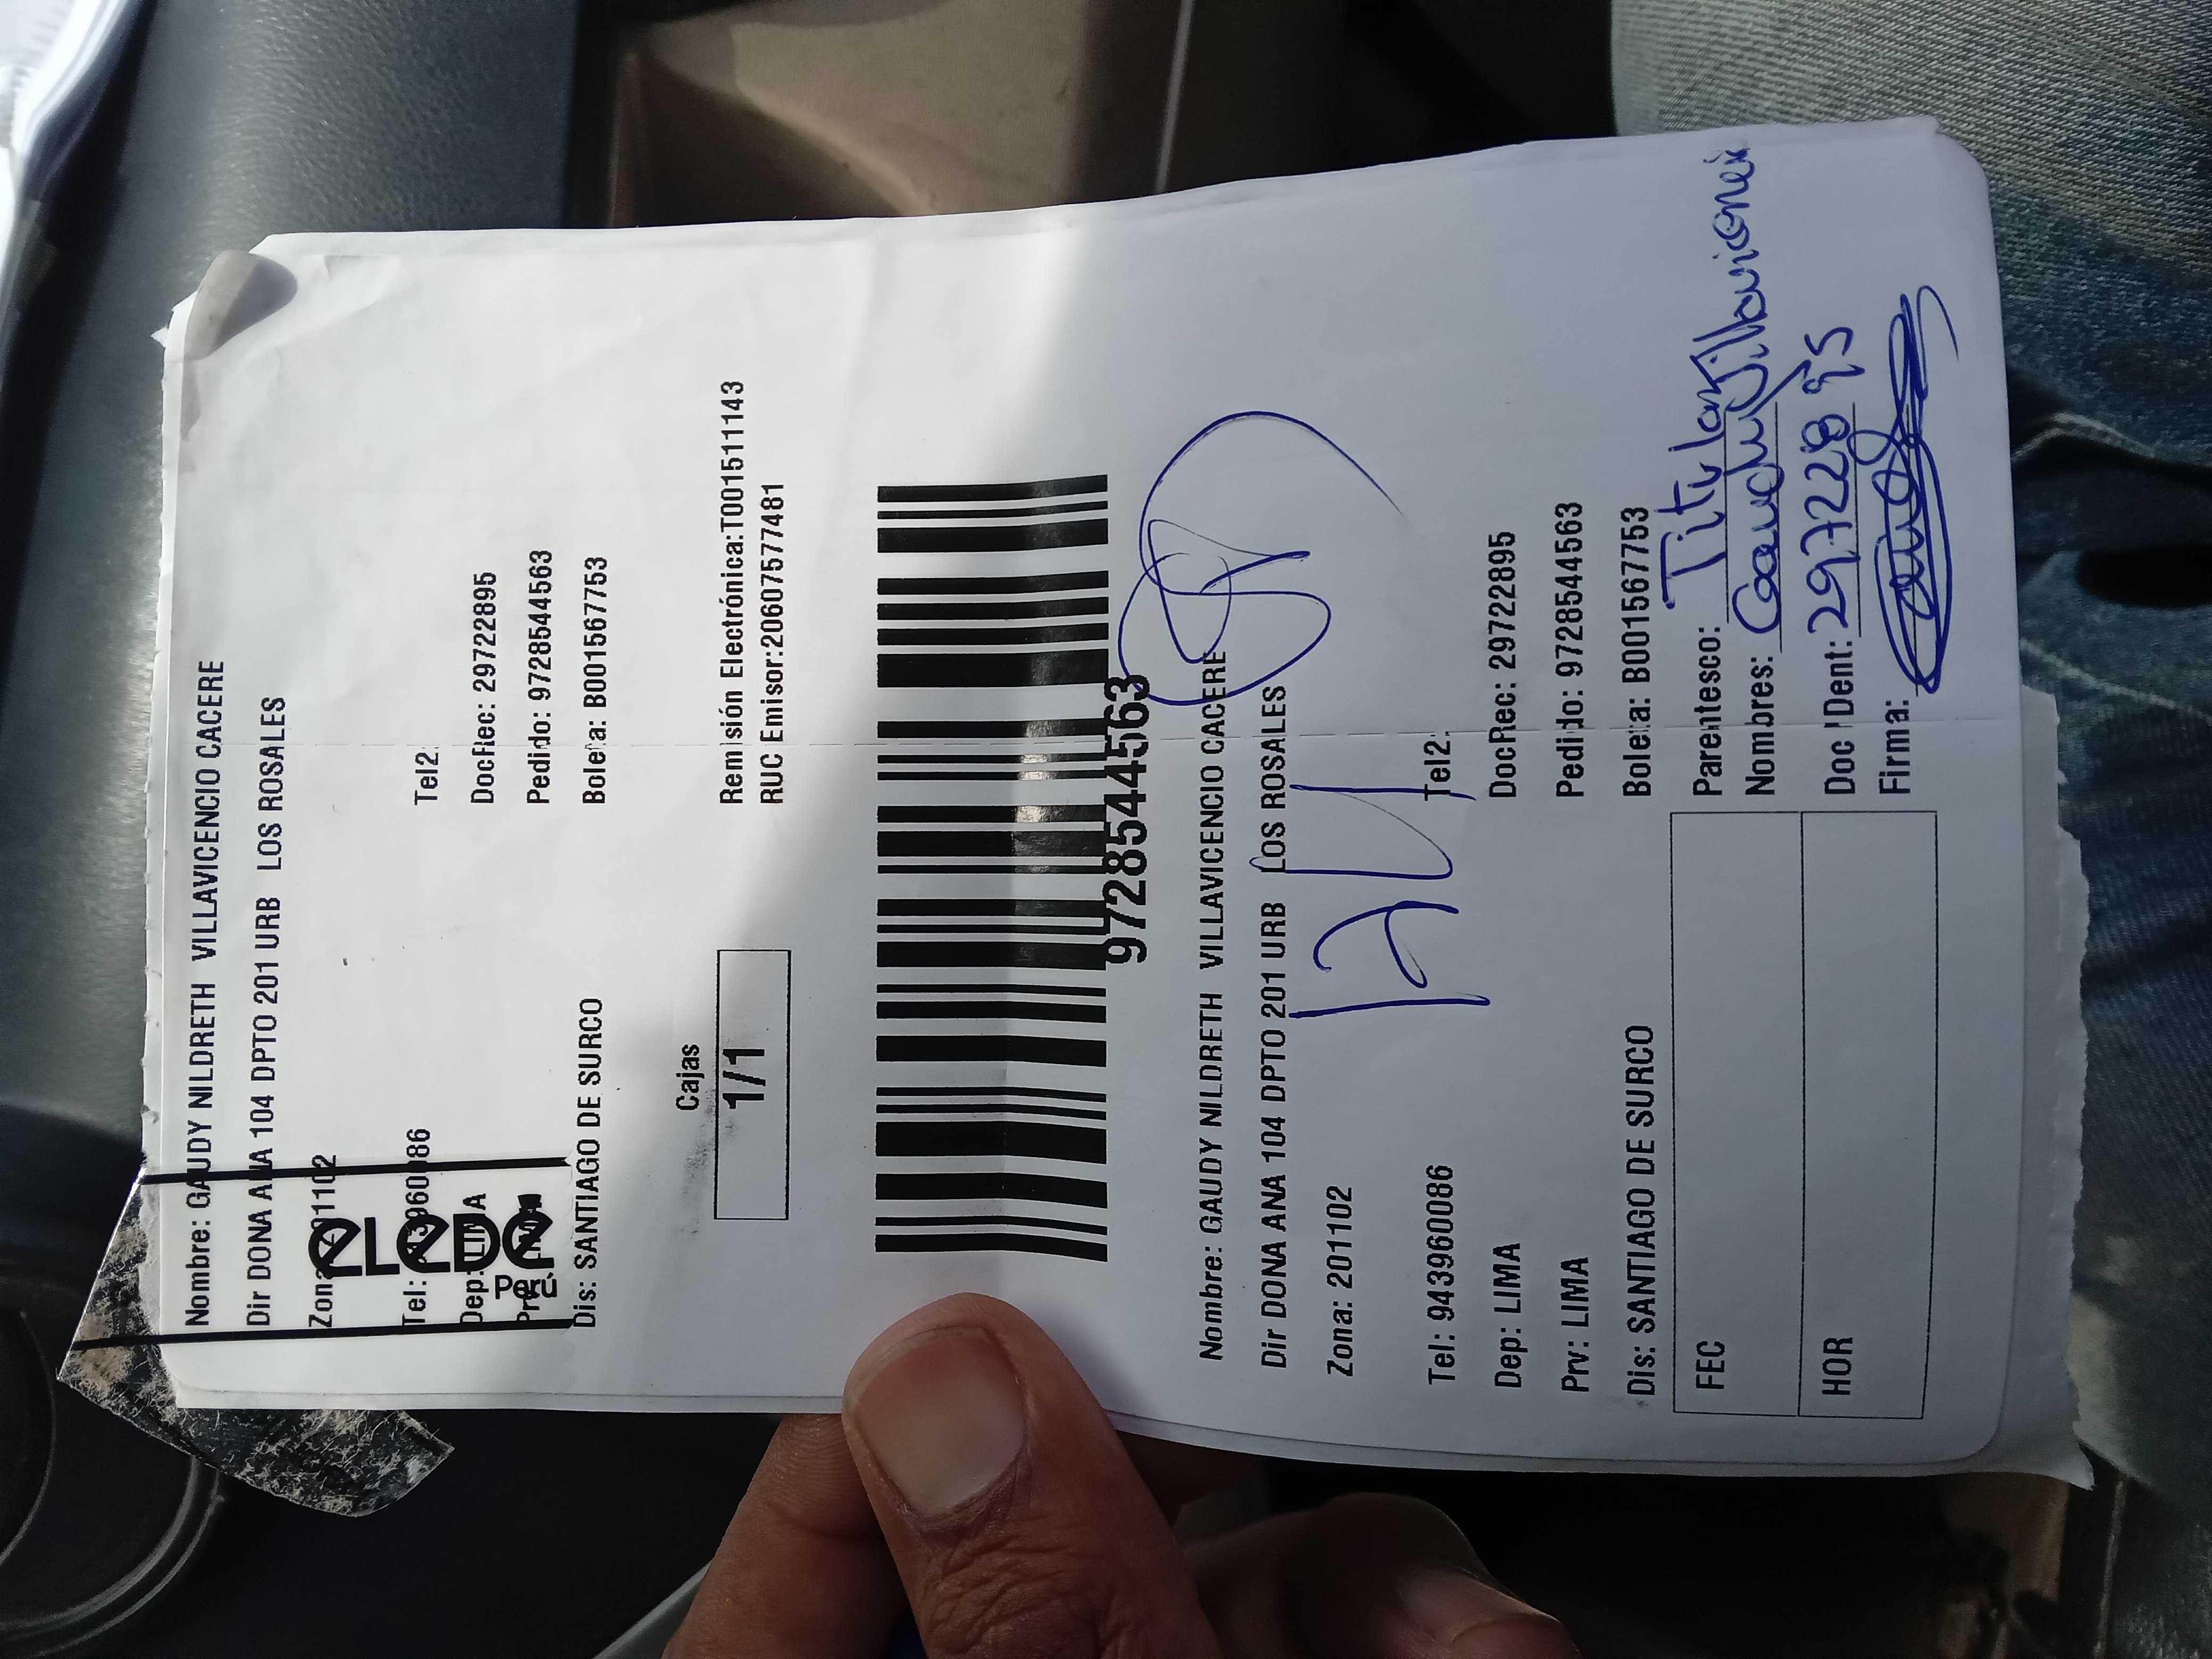 Nombre: GAUDY NILDRETH VILLAVICENCIO CACERE
Dir DONA ANA 104 DPTO 201 URB LOS ROSALES
Zona: 201102
Tel: 943960086 Tel2:
DocRec: 29722895
Dep: LIMA
Pedido: 9728544563
Prv: LIMA
Boleta: B001567753
Dis: SANTIAGO DE SURCO
eLeDe
Perú
Cajas
1/1
Remisión Electrónica:T001511143
RUC Emisor:20607577481
9728544563
Nombre: GAUDY NILDRETH VILLAVICENCIO CACERE
Dir DONA ANA 104 DPTO 201 URB LOS ROSALES
Zona: 201102
Tel: 943960086 Tel2:
Dep: LIMA DocRec: 29722895
Prv: LIMA Pedido: 9728544563
Dis: SANTIAGO DE SURCO Boleta: B001567753
FEC
HOR
Parentesco: Titular
Nombres: Gaudy
Doc Ident: 29722895
Firma: